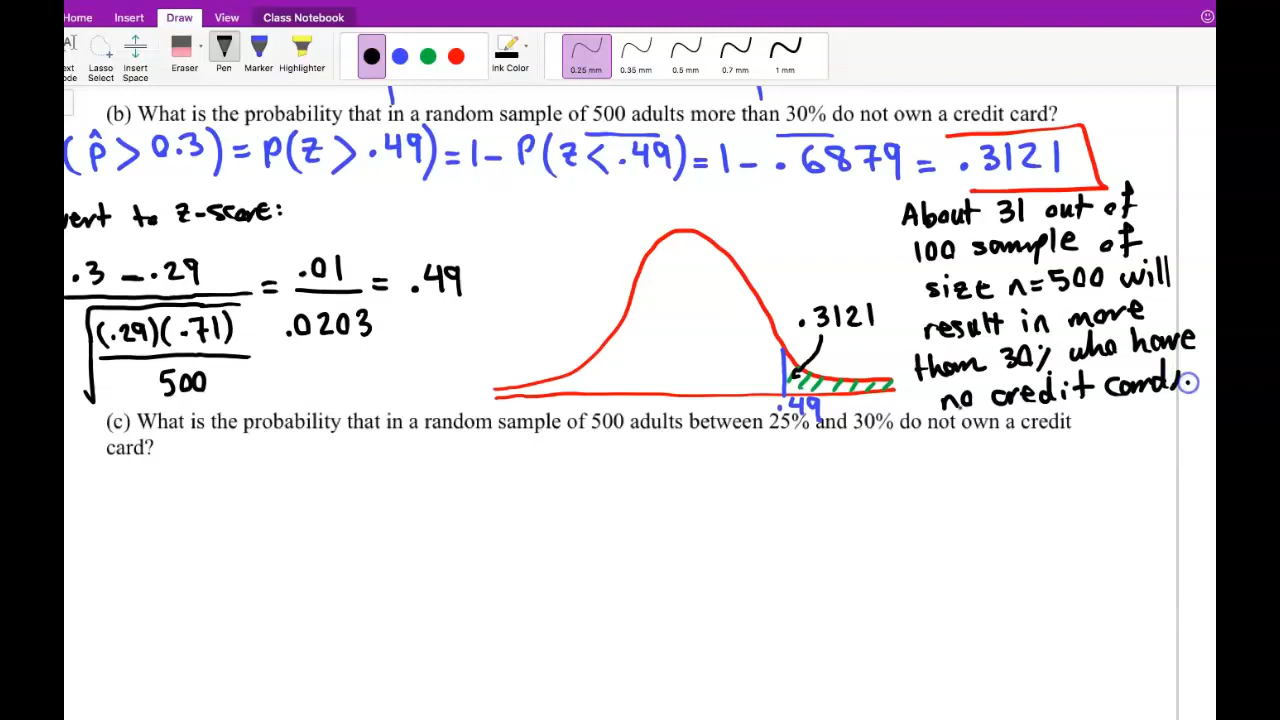 Home Insert Draw View Class Notebook
Lasso Select
Insert Space
Eraser
Pen
Marker
Highlighter
Ink Color
0.25 mm 0.35 mm 0.5 mm 0.7 mm 1 mm
(b) What is the probability that in a random sample of 500 adults more than 30% do not own a credit card?
(p̂ > 0.3) = P(z > .49) = 1 - P(z < .49) = 1 - .6879 = .3121
vert to z-score:
.3 - .29 = .01 = .49
√ (.29)(.71) .0203
500
.3121
.49
About 31 out of
100 sample of
size n=500 will
result in more
than 30% who have
no credit cards.
(c) What is the probability that in a random sample of 500 adults between 25% and 30% do not own a credit
card?